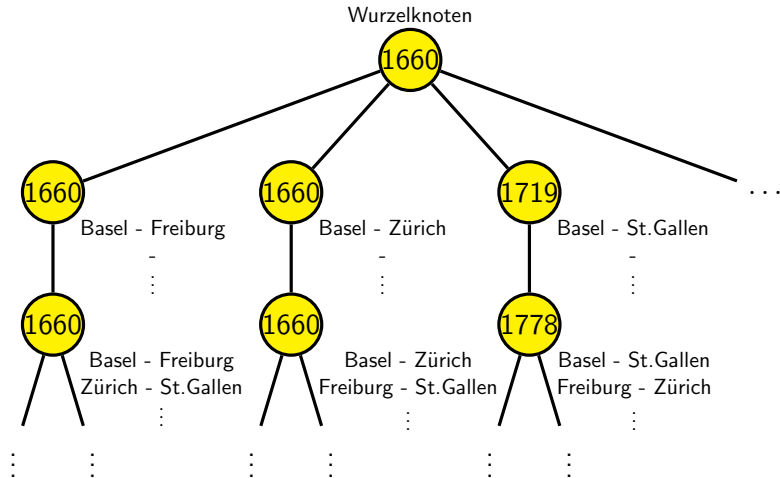 Wurzelknoten
1660
1660
1660
1719
. . .
Basel - Freiburg
-
⋮
Basel - Zürich
-
⋮
Basel - St.Gallen
-
⋮
1660
1660
1778
Basel - Freiburg
Zürich - St.Gallen
⋮
Basel - Zürich
Freiburg - St.Gallen
⋮
Basel - St.Gallen
Freiburg - Zürich
⋮
⋮ ⋮ ⋮ ⋮ ⋮ ⋮